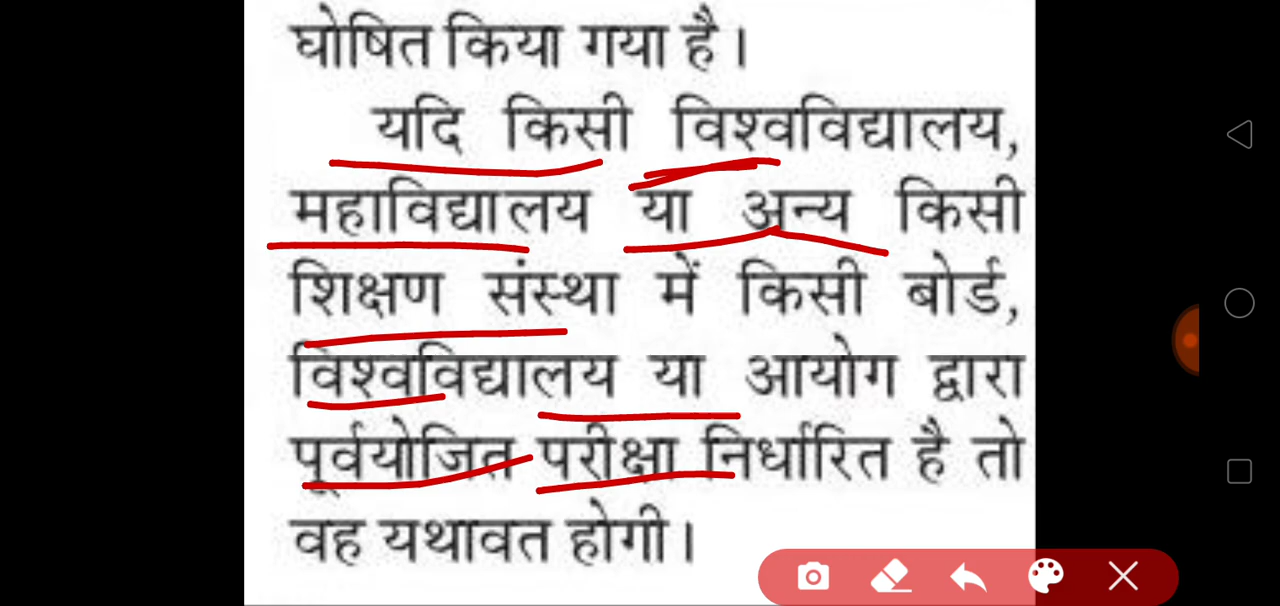 घोषित किया गया है।
यदि किसी विश्वविद्यालय,
महाविद्यालय या अन्य किसी
शिक्षण संस्था में किसी बोर्ड,
विश्वविद्यालय या आयोग द्वारा
पूर्वयोजित परीक्षा निर्धारित है तो
वह यथावत होगी।